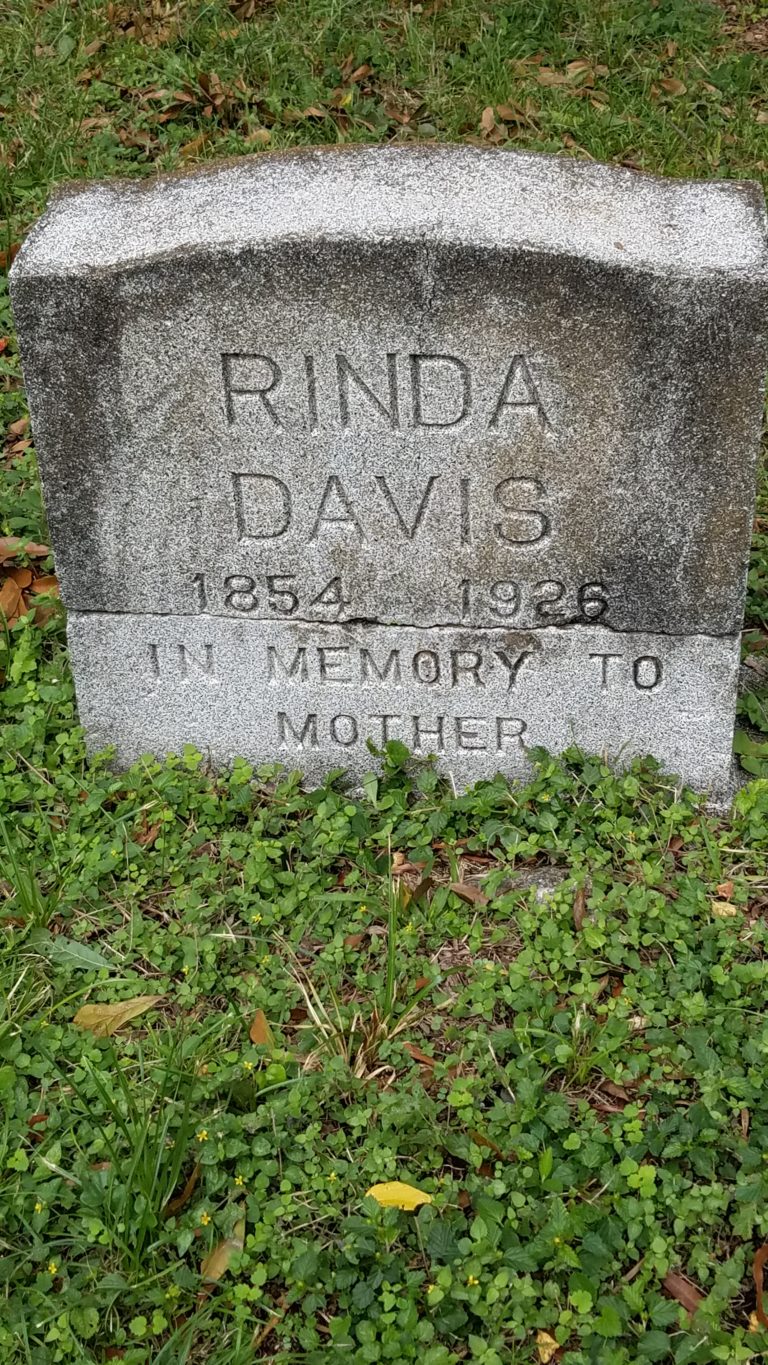 RINDA
DAVIS
1854 1926
IN MEMORY TO
MOTHER